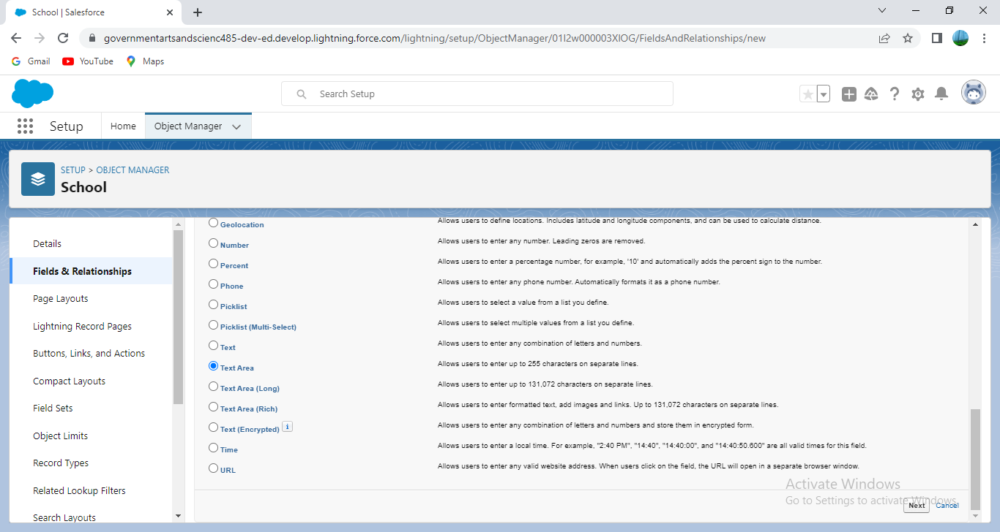 School | Salesforce
governmentartsandscienc485-dev-ed.develop.lightning.force.com/lightning/setup/ObjectManager/01I2w000003XIOG/FieldsAndRelationships/new
Gmail YouTube Maps
Search Setup
Setup Home Object Manager
SETUP > OBJECT MANAGER
School
Details
Fields & Relationships
Page Layouts
Lightning Record Pages
Buttons, Links, and Actions
Compact Layouts
Field Sets
Object Limits
Record Types
Related Lookup Filters
Search Layouts
Geolocation Allows users to define locations. Includes latitude and longitude components, and can be used to calculate distance.
Number Allows users to enter any number. Leading zeros are removed.
Percent Allows users to enter a percentage number, for example, '10' and automatically adds the percent sign to the number.
Phone Allows users to enter any phone number. Automatically formats it as a phone number.
Picklist Allows users to select a value from a list you define.
Picklist (Multi-Select) Allows users to select multiple values from a list you define.
Text Allows users to enter any combination of letters and numbers.
Text Area Allows users to enter up to 255 characters on separate lines.
Text Area (Long) Allows users to enter up to 131,072 characters on separate lines.
Text Area (Rich) Allows users to enter formatted text, add images and links. Up to 131,072 characters on separate lines.
Text (Encrypted) i Allows users to enter any combination of letters and numbers and store them in encrypted form.
Time Allows users to enter a local time. For example, "2:40 PM", "14:40", "14:40:00", and "14:40:50.600" are all valid times for this field.
URL Allows users to enter any valid website address. When users click on the field, the URL will open in a separate browser window.
Activate Windows
Go to Settings to activate Windows.
Next Cancel